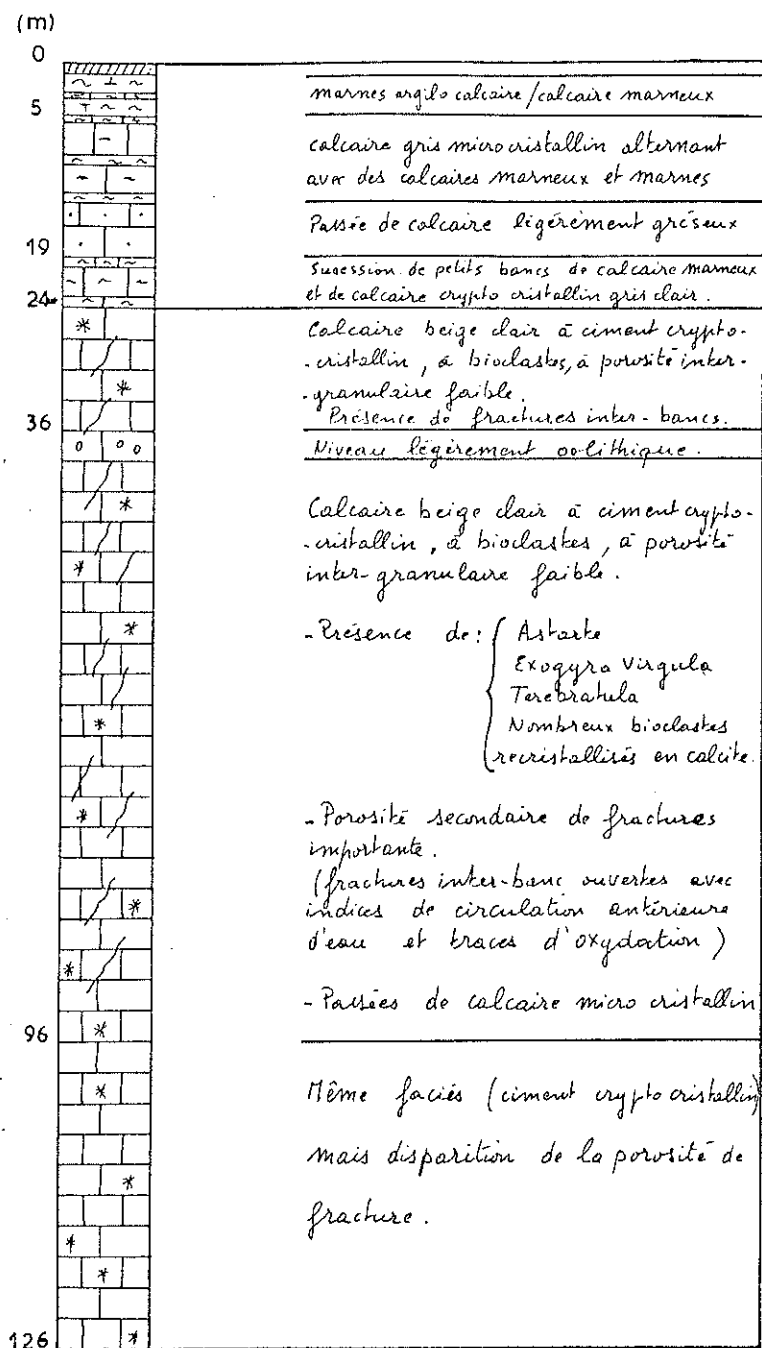 (m)
0
marnes argilo calcaire/calcaire marneux
5
calcaire gris microcristallin alternant
avec des calcaires marneux et marnes
Passée de calcaire légèrément gréseux
19
Sucession de petits bancs de calcaire marneux
et de calcaire crypto cristallin gris clair.
24
Calcaire beige clair à ciment crypto-
-cristallin, à bioclastes, à porosité inter-
-granulaire faible.
Présence de fractures inter-bancs.
36
Niveau légèrement oolithique.
Calcaire beige clair à ciment crypto-
-cristallin, à bioclastes, à porosité
inter-granulaire faible.
- Présence de: { Astarte
Exogyra Virgula
Terebratula
Nombreux bioclastes
recristallisés en calcite.
- Porosité secondaire de fractures
importante.
(fractures inter-banc ouvertes avec
indices de circulation antérieure
d'eau et traces d'oxydation)
- Passées de calcaire micro cristallin
96
Même faciés (ciment crypto cristallin)
mais disparition de la porosité de
fracture.
126